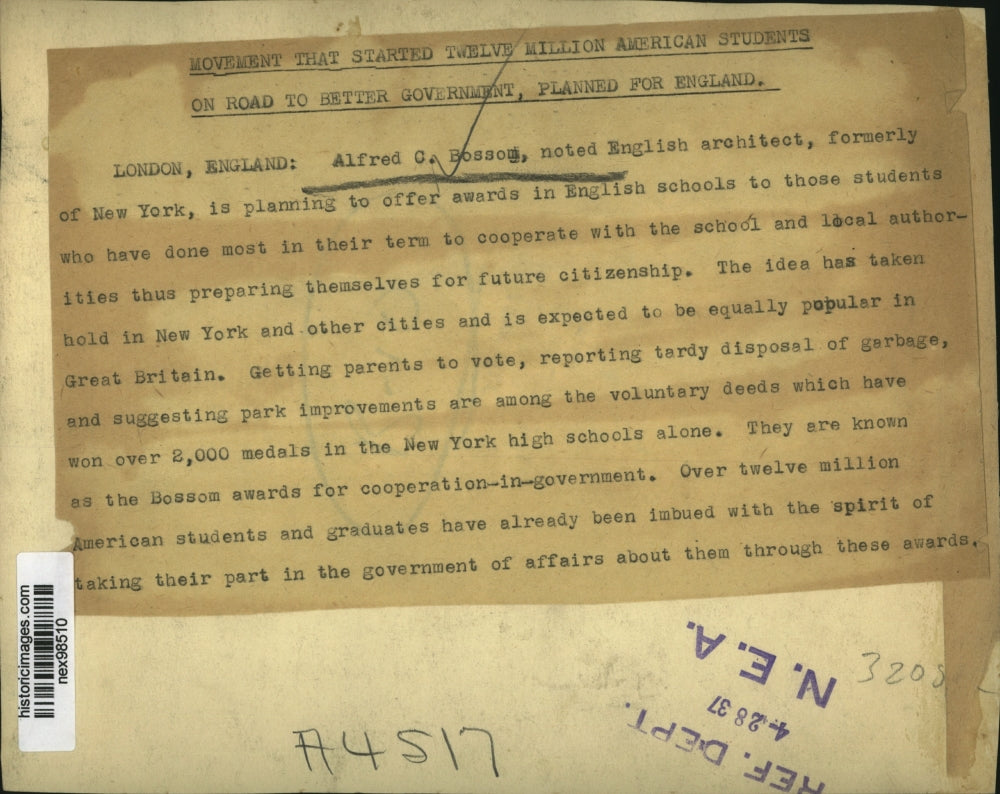 MOVEMENT THAT STARTED TWELVE MILLION AMERICAN STUDENTS
ON ROAD TO BETTER GOVERNMENT, PLANNED FOR ENGLAND.
LONDON, ENGLAND: Alfred C. Bossom, noted English architect, formerly
of New York, is planning to offer awards in English schools to those students
who have done most in their term to cooperate with the school and local author-
ities thus preparing themselves for future citizenship. The idea has taken
hold in New York and other cities and is expected to be equally popular in
Great Britain. Getting parents to vote, reporting tardy disposal of garbage,
and suggesting park improvements are among the voluntary deeds which have
won over 2,000 medals in the New York high schools alone. They are known
as the Bossom awards for cooperation-in-government. Over twelve million
American students and graduates have already been imbued with the spirit of
taking their part in the government of affairs about them through these awards.
historicimages.com
nex98510
N.E.A.
4-28 37
REF. DEPT.
3208
A4517